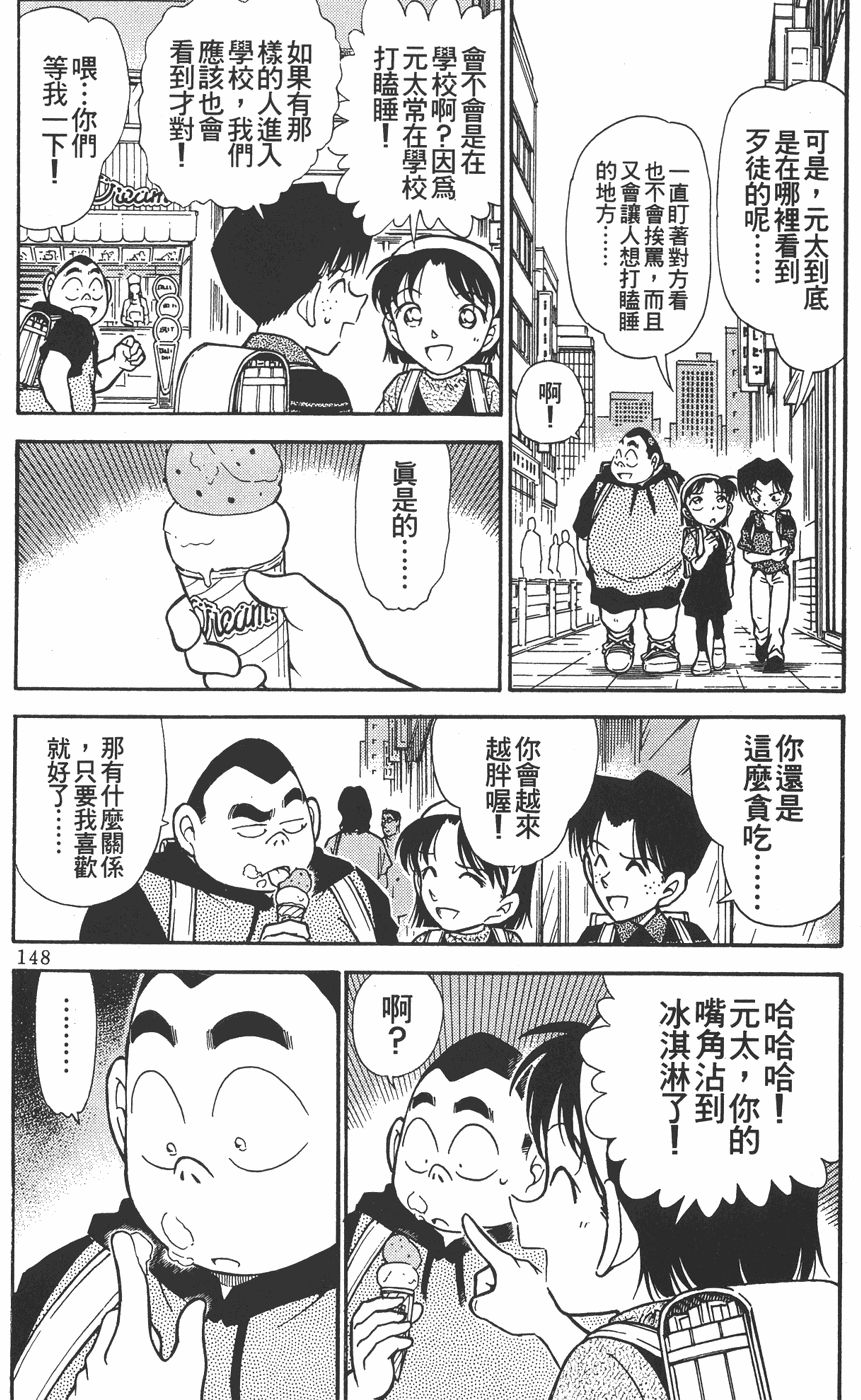 可是，元太到底
是在哪裡看到
歹徒的呢……
一直盯著對方看
也不會挨罵，而且
又會讓人想打瞌睡
的地方……
啊！
會不會是在
學校啊？因爲
元太常在學校
打瞌睡！
如果有那
樣的人進入
學校，我們
應該也會
看到才對！
喂…你們
等我一下！
Dream
眞是的……
Dream
你還是
這麼貪吃……
你會越來
越胖喔！
那有什麼關係
，只要我喜歡
就好了……
148
哈哈哈！
元太，你的
嘴角沾到
冰淇淋了！
啊？
………